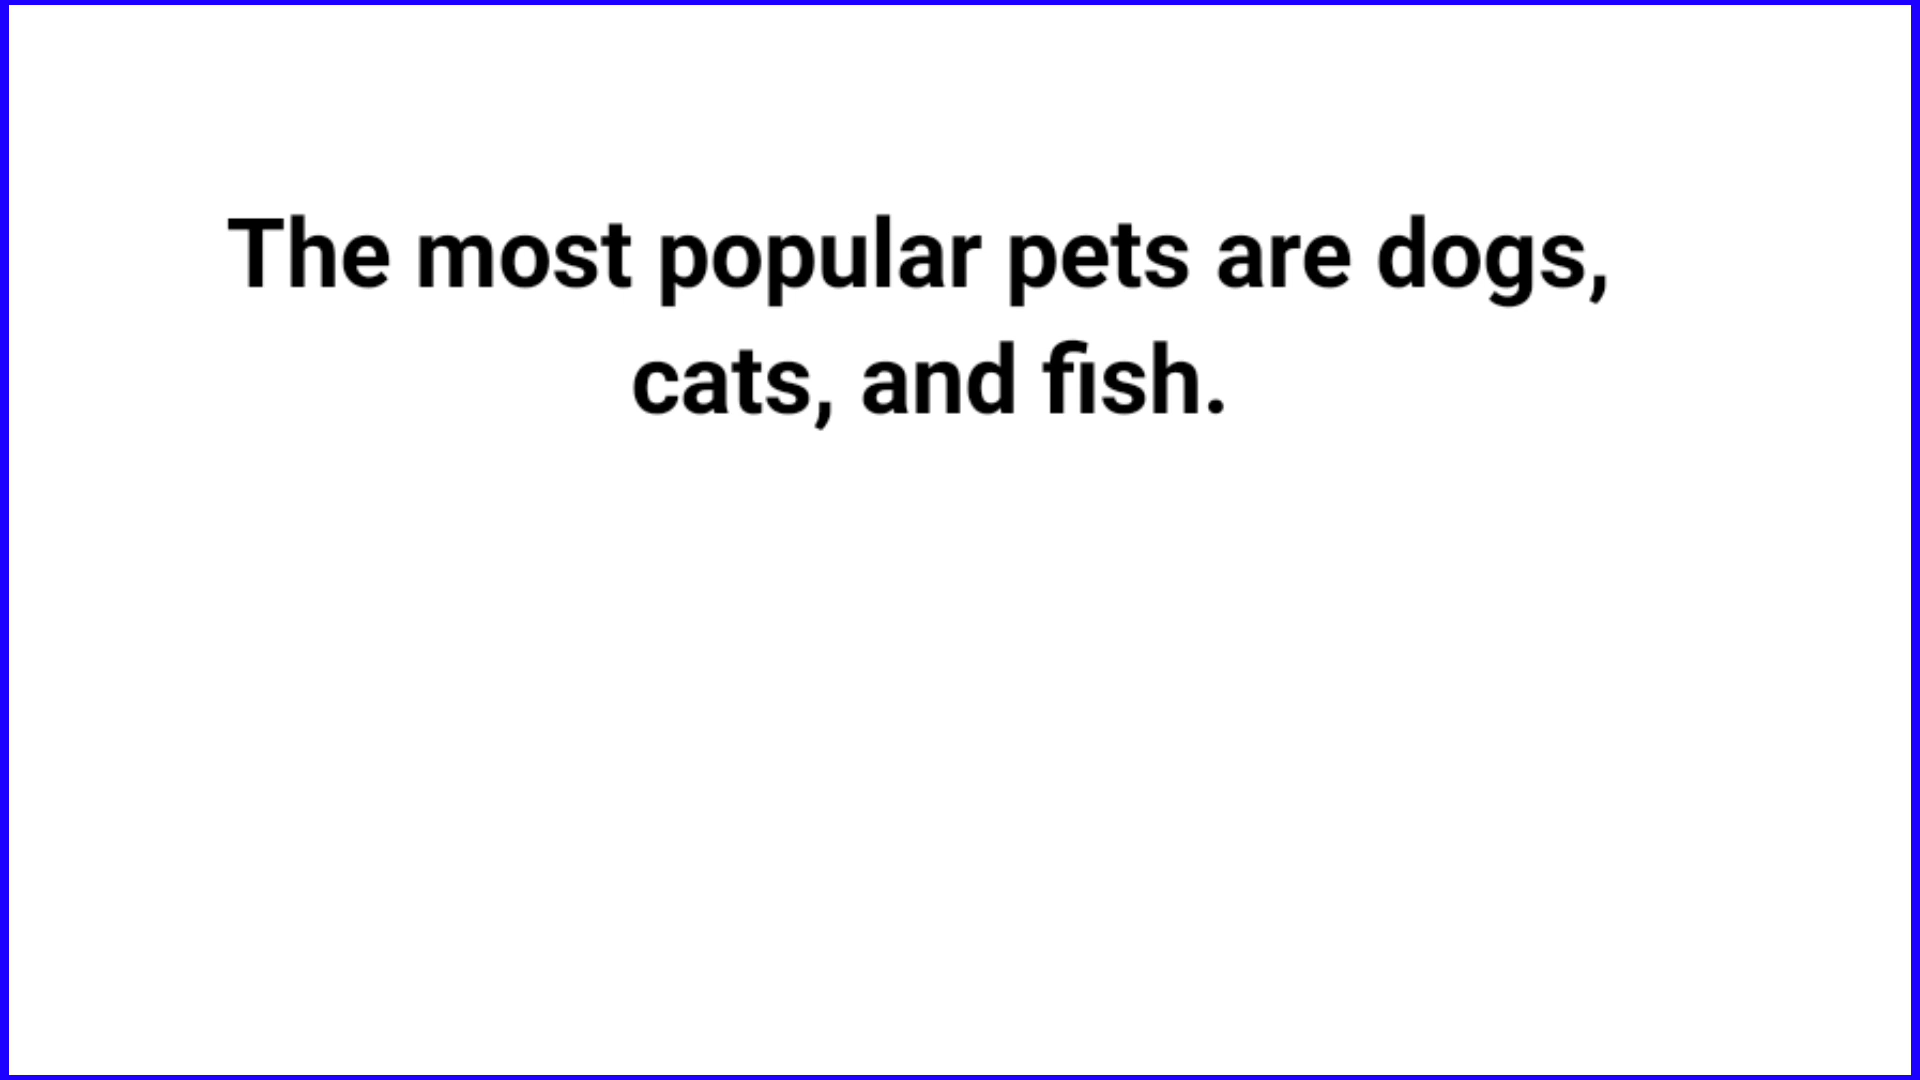 The most popular pets are dogs,
cats, and fish.